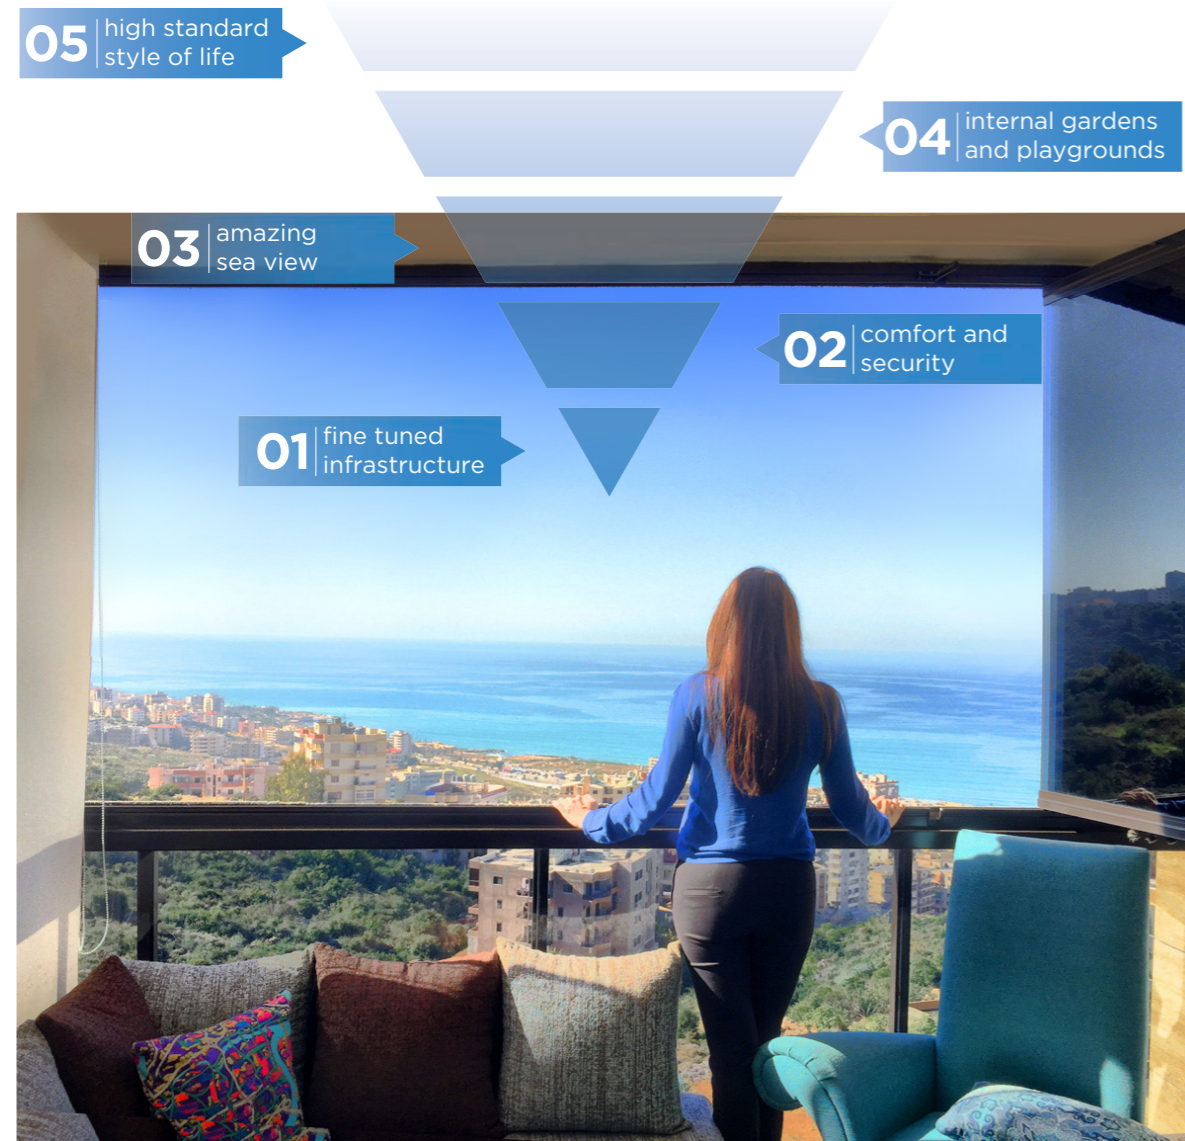 05 high standard
style of life
04 internal gardens
and playgrounds
03 amazing
sea view
02 comfort and
security
01 fine tuned
infrastructure